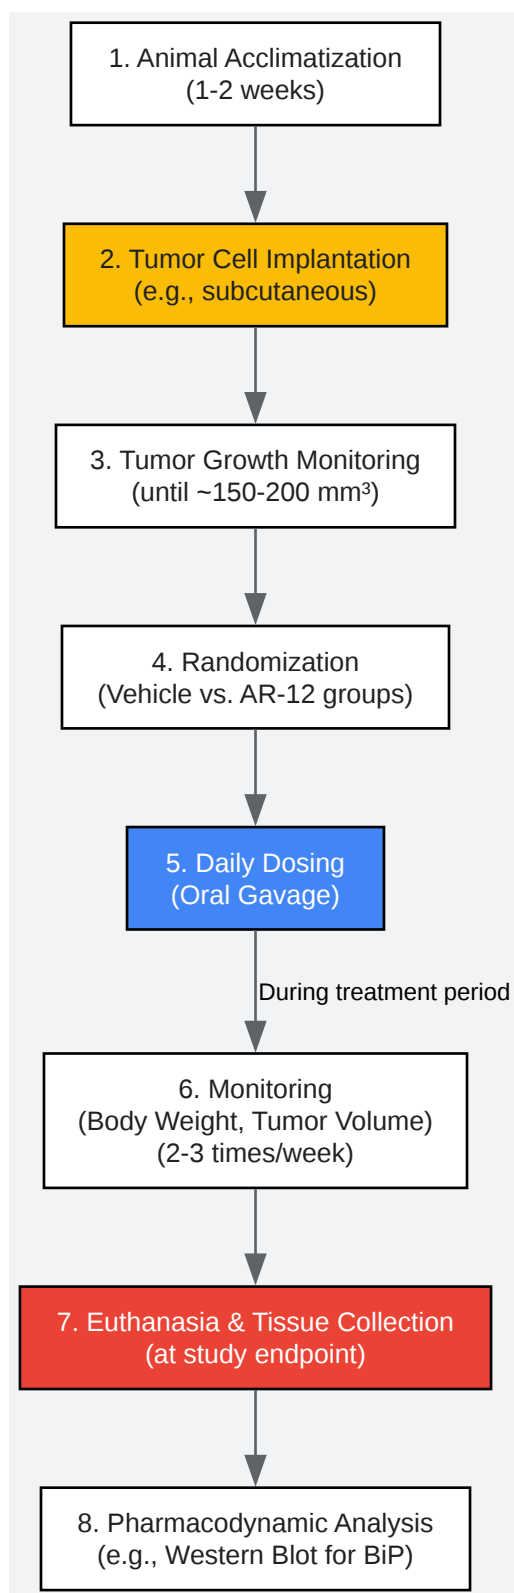 1. Animal Acclimatization
(1-2 weeks)
2. Tumor Cell Implantation
(e.g., subcutaneous)
3. Tumor Growth Monitoring
(until ~150-200 mm³)
4. Randomization
(Vehicle vs. AR-12 groups)
5. Daily Dosing
(Oral Gavage)
During treatment period
6. Monitoring
(Body Weight, Tumor Volume)
(2-3 times/week)
7. Euthanasia & Tissue Collection
(at study endpoint)
8. Pharmacodynamic Analysis
(e.g., Western Blot for BiP)